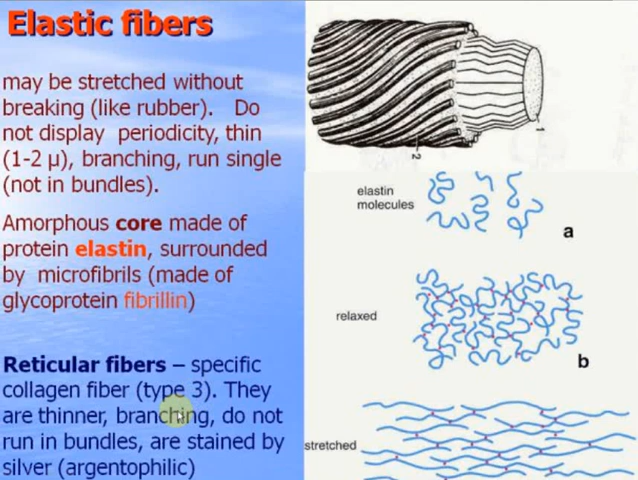 Elastic fibers
may be stretched without
breaking (like rubber). Do
not display periodicity, thin
(1-2 µ), branching, run single
(not in bundles).
Amorphous core made of
protein elastin, surrounded
by microfibrils (made of
glycoprotein fibrillin)
Reticular fibers – specific
collagen fiber (type 3). They
are thinner, branching, do not
run in bundles, are stained by
silver (argentophilic)
1
2
elastin
molecules
a
relaxed
b
stretched